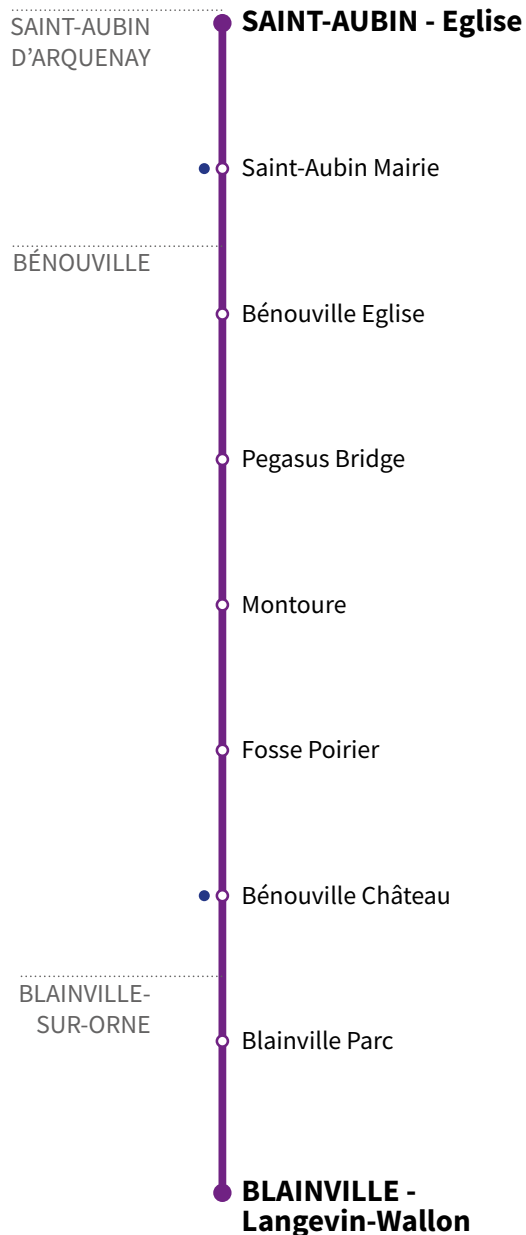 SAINT-AUBIN
D’ARQUENAY
SAINT-AUBIN - Eglise
Saint-Aubin Mairie
BÉNOUVILLE
Bénouville Eglise
Pegasus Bridge
Montoure
Fosse Poirier
Bénouville Château
BLAINVILLE-
SUR-ORNE
Blainville Parc
BLAINVILLE -
Langevin-Wallon